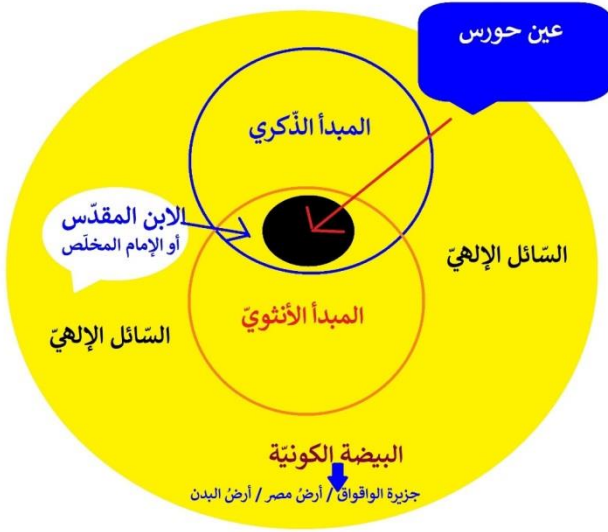 عين حورس
المبدأ الذّكري
الابن المقدّس
أو الإمام المخلّص
السّائل الإلهيّ
المبدأ الأنثويّ
السّائل الإلهيّ
البيضة الكونيّة
جزيرة الواقواق / أرضُ مصر / أرضُ البدن